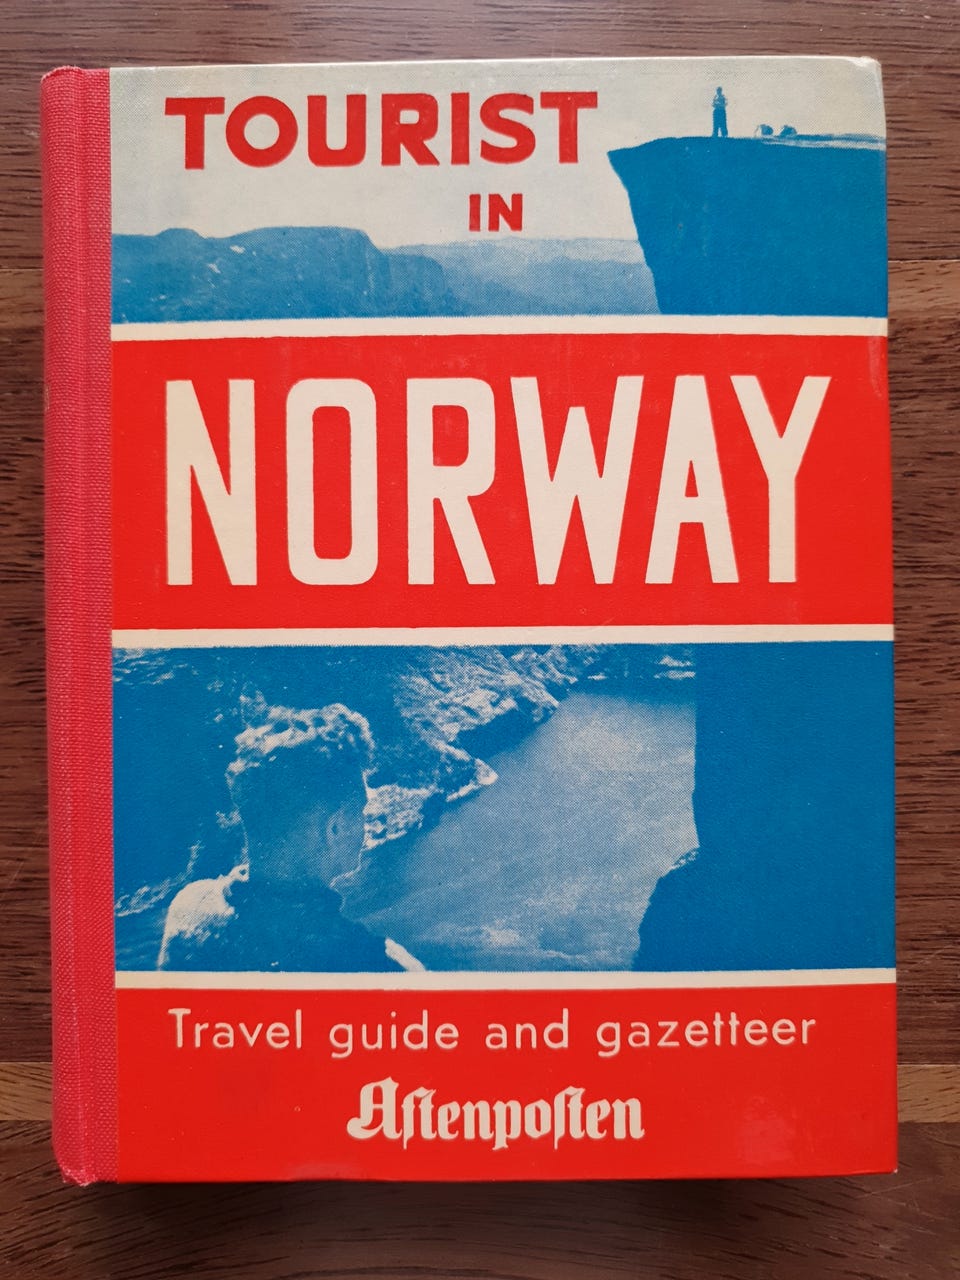 TOURIST
IN
NORWAY
Travel guide and gazetteer
Aftenposten